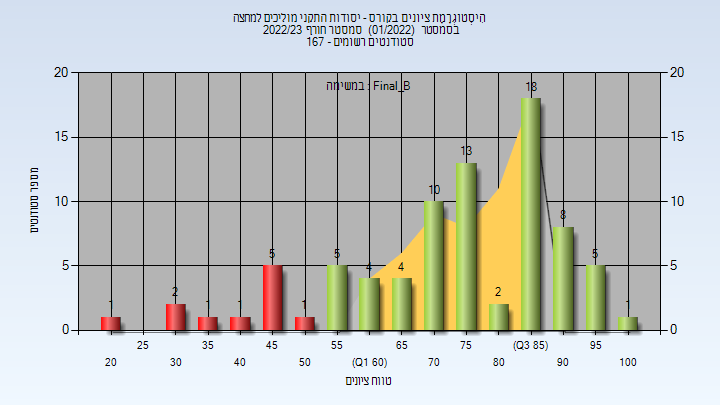 היסטוגרמת ציונים בקורס - יסודות התקני מוליכים למחצה
בסמסטר (01/2022) סמסטר חורף 2022/23
סטודנטים רשומים - 167
במשימה : Final_B
20 20
15 15
10 10
5 5
0 0
מספר סטודנטים
1 2 1 1 5 1 5 4 4 10 13 2 18 8 5 1
25 35 45 55 65 75 (Q3 85) 95
20 30 40 50 (Q1 60) 70 80 90 100
טווח ציונים